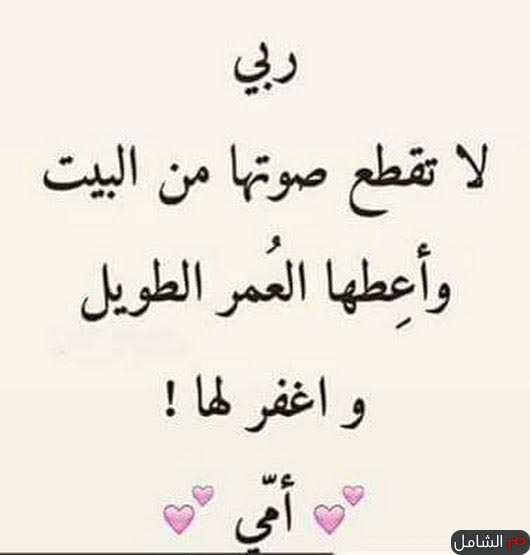 ربي
لا تقطع صوتها من البيت
وأعِطها العُمر الطويل
و اغفر لها !
💕 أمّي 💕
الشامل